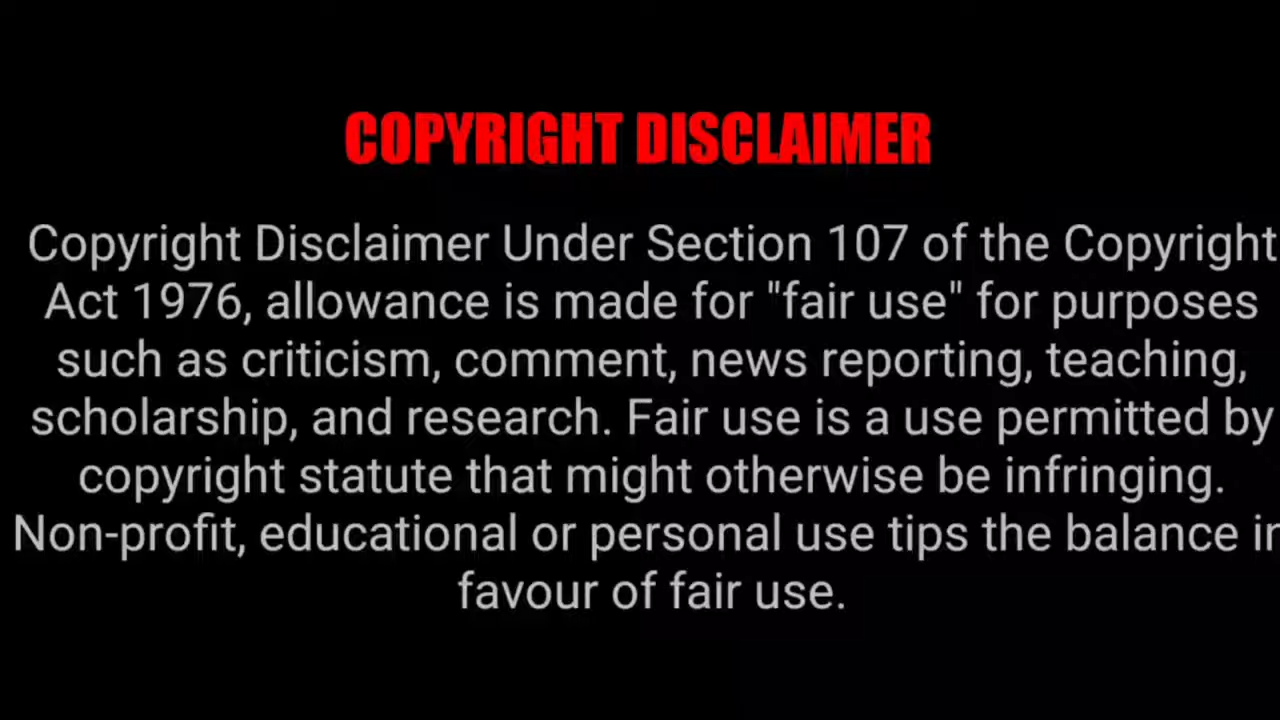 COPYRIGHT DISCLAIMER
Copyright Disclaimer Under Section 107 of the Copyright
Act 1976, allowance is made for "fair use" for purposes
such as criticism, comment, news reporting, teaching,
scholarship, and research. Fair use is a use permitted by
copyright statute that might otherwise be infringing.
Non-profit, educational or personal use tips the balance in
favour of fair use.